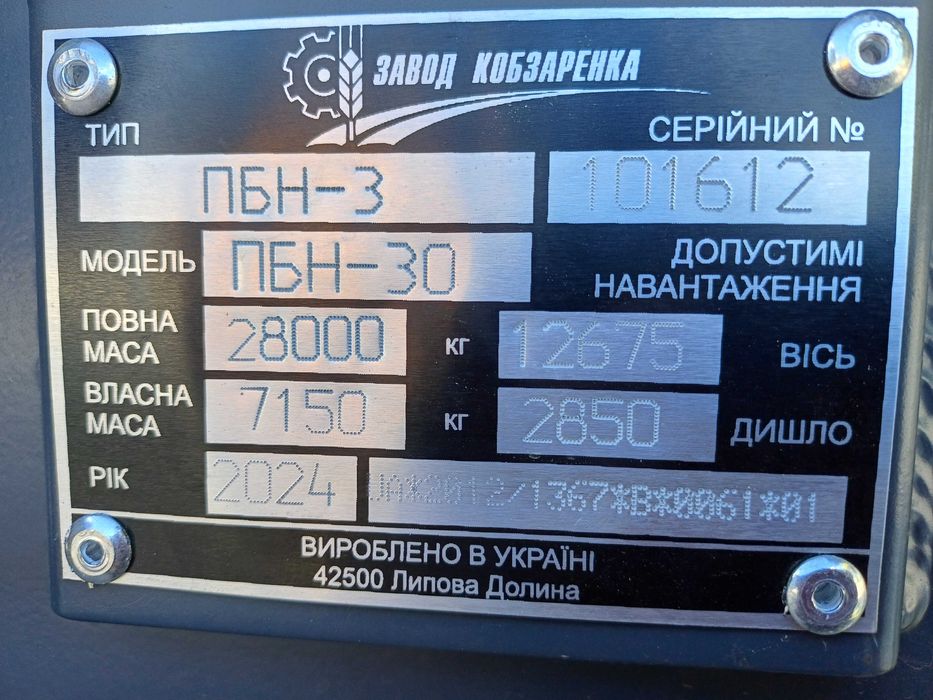 ЗАВОД КОБЗАРЕНКА
ТИП
СЕРІЙНИЙ №
ПБН-3
101612
МОДЕЛЬ
ПБН-30
ДОПУСТИМІ
НАВАНТАЖЕННЯ
ПОВНА
МАСА
28000
кг
12675
ВІСЬ
ВЛАСНА
МАСА
7150
кг
2850
ДИШЛО
РІК
2024
UA*2012/1367*B*0061*01
ВИРОБЛЕНО В УКРАЇНІ
42500 Липова Долина